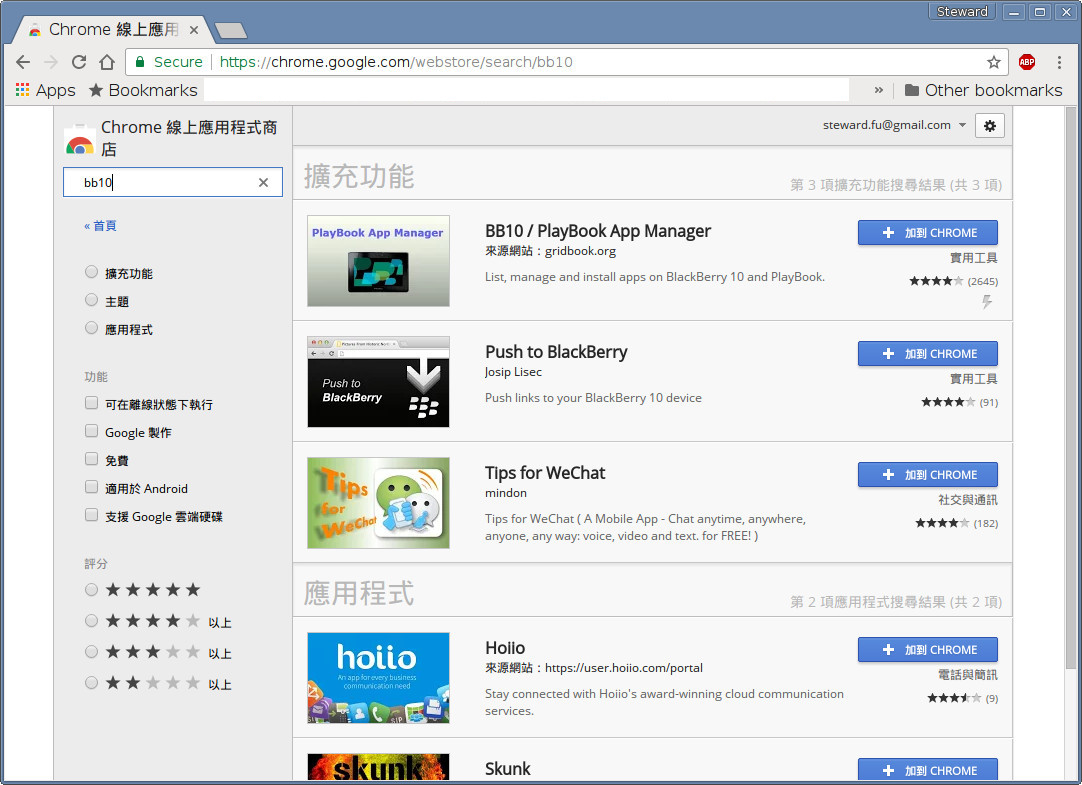 Steward
Chrome 線上應用
Secure
https://chrome.google.com/webstore/search/bb10
ABP
Apps
Bookmarks
»
Other bookmarks
Chrome 線上應用程式商
店
bb10
« 首頁
擴充功能
主題
應用程式
功能
可在離線狀態下執行
Google 製作
免費
適用於 Android
支援 Google 雲端硬碟
評分
以上
以上
以上
steward.fu@gmail.com
擴充功能
第 3 項擴充功能搜尋結果 (共 3 項)
PlayBook App Manager
BB10 / PlayBook App Manager
來源網站：gridbook.org
List, manage and install apps on BlackBerry 10 and PlayBook.
加到 CHROME
實用工具
(2645)
Push to
BlackBerry
Push to BlackBerry
Josip Lisec
Push links to your BlackBerry 10 device
加到 CHROME
實用工具
(91)
Tips
for
WeChat
Tips for WeChat
mindon
Tips for WeChat ( A Mobile App - Chat anytime, anywhere,
anyone, any way: voice, video and text. for FREE! )
加到 CHROME
社交與通訊
(182)
應用程式
第 2 項應用程式搜尋結果 (共 2 項)
hoiio
An app for every business
communication need
SIP
Hoiio
來源網站：https://user.hoiio.com/portal
Stay connected with Hoiio's award-winning cloud communication
services.
加到 CHROME
電話與簡訊
(9)
skunk
Skunk
加到 CHROME